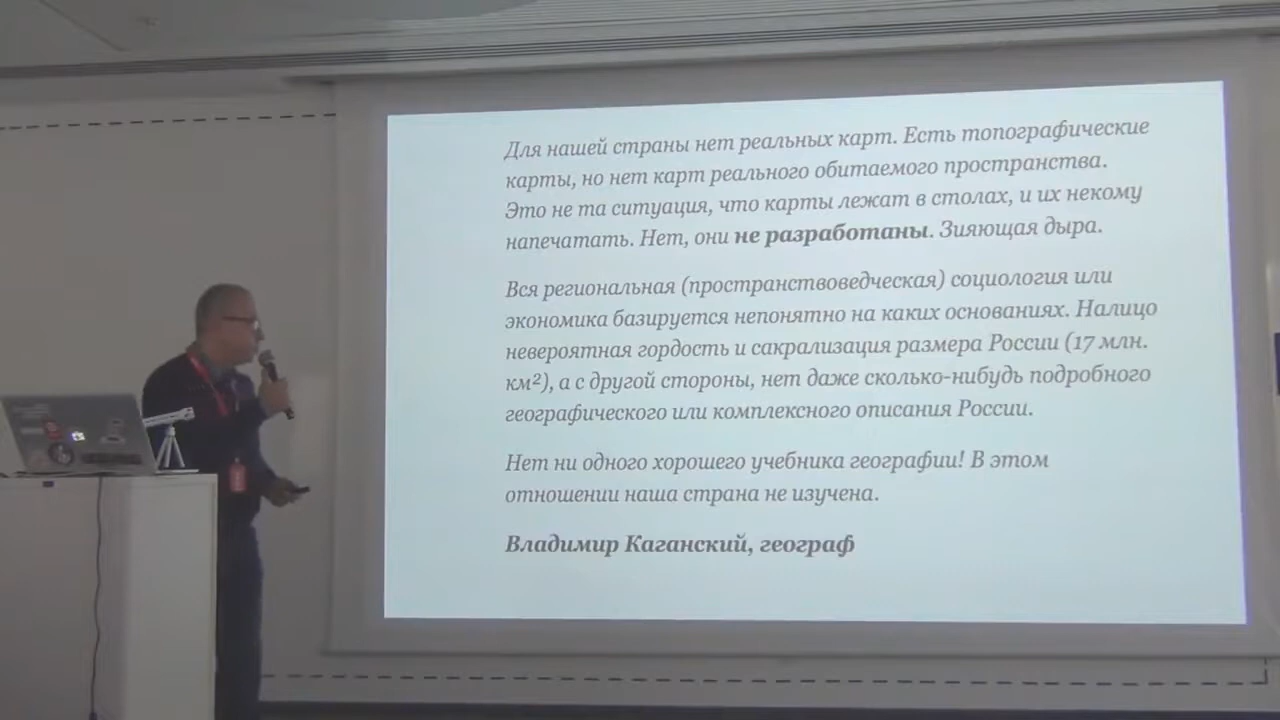 Для нашей страны нет реальных карт. Есть топографические
карты, но нет карт реального обитаемого пространства.
Это не та ситуация, что карты лежат в столах, и их некому
напечатать. Нет, они не разработаны. Зияющая дыра.
Вся региональная (пространствоведческая) социология или
экономика базируется непонятно на каких основаниях. Налицо
невероятная гордость и сакрализация размера России (17 млн.
км²), а с другой стороны, нет даже сколько-нибудь подробного
географического или комплексного описания России.
Нет ни одного хорошего учебника географии! В этом
отношении наша страна не изучена.
Владимир Каганский, географ